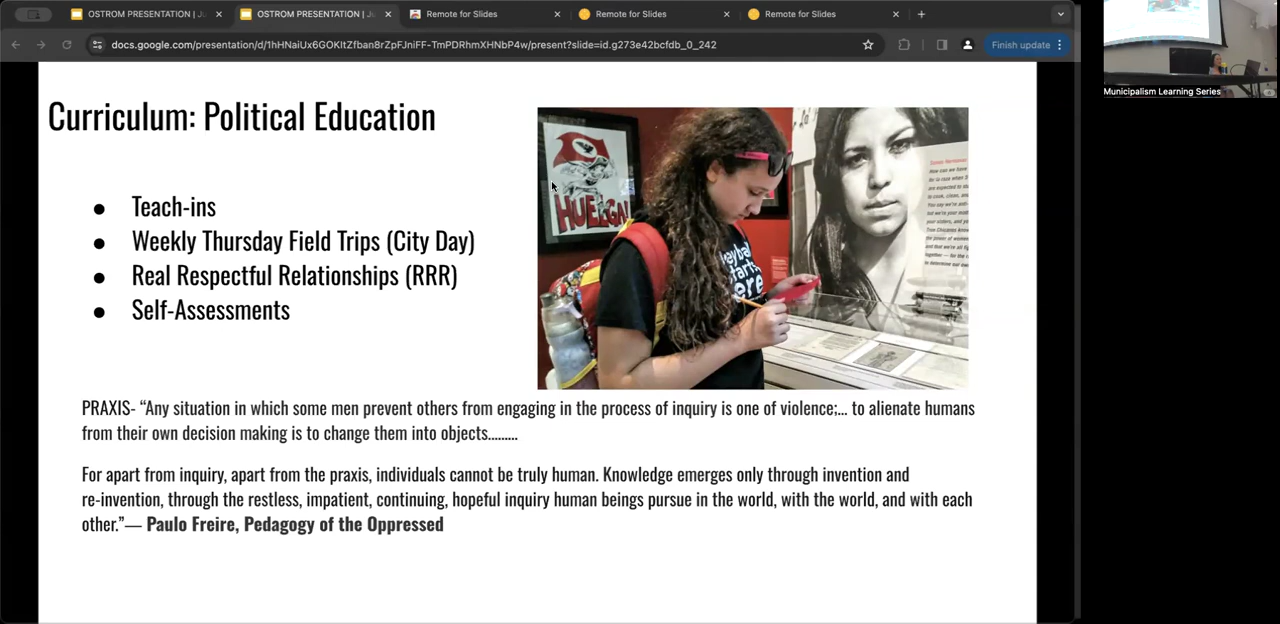 OSTROM PRESENTATION | Ju
OSTROM PRESENTATION | Ju
Remote for Slides
Remote for Slides
Remote for Slides
docs.google.com/presentation/d/1hHNaiUx6GOKItZfban8rZpFJniFF-TmPDRhmXHNbP4w/present?slide=id.g273e42bcfdb_0_242
Finish update
Municipalism Learning Series
Curriculum: Political Education
● Teach-ins
● Weekly Thursday Field Trips (City Day)
● Real Respectful Relationships (RRR)
● Self-Assessments
HUELGA!
PRAXIS- “Any situation in which some men prevent others from engaging in the process of inquiry is one of violence;... to alienate humans
from their own decision making is to change them into objects.........
For apart from inquiry, apart from the praxis, individuals cannot be truly human. Knowledge emerges only through invention and
re-invention, through the restless, impatient, continuing, hopeful inquiry human beings pursue in the world, with the world, and with each
other.”— Paulo Freire, Pedagogy of the Oppressed